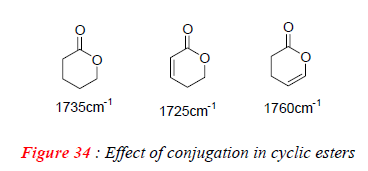 O O O
O O O
1735cm-1 1725cm-1 1760cm-1
Figure 34 : Effect of conjugation in cyclic esters